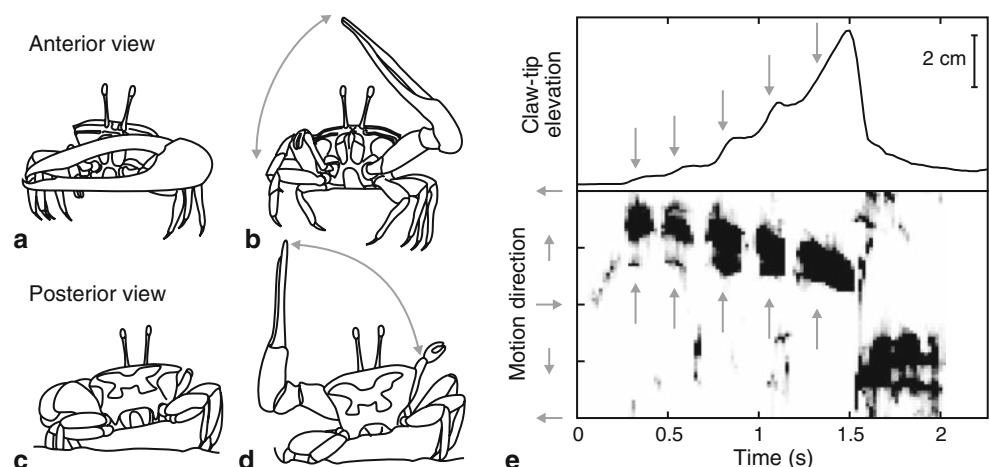 Anterior view
a
b
Posterior view
c
d
Claw-tip
elevation
2 cm
Motion direction
0
0.5
1
1.5
2
Time (s)
e